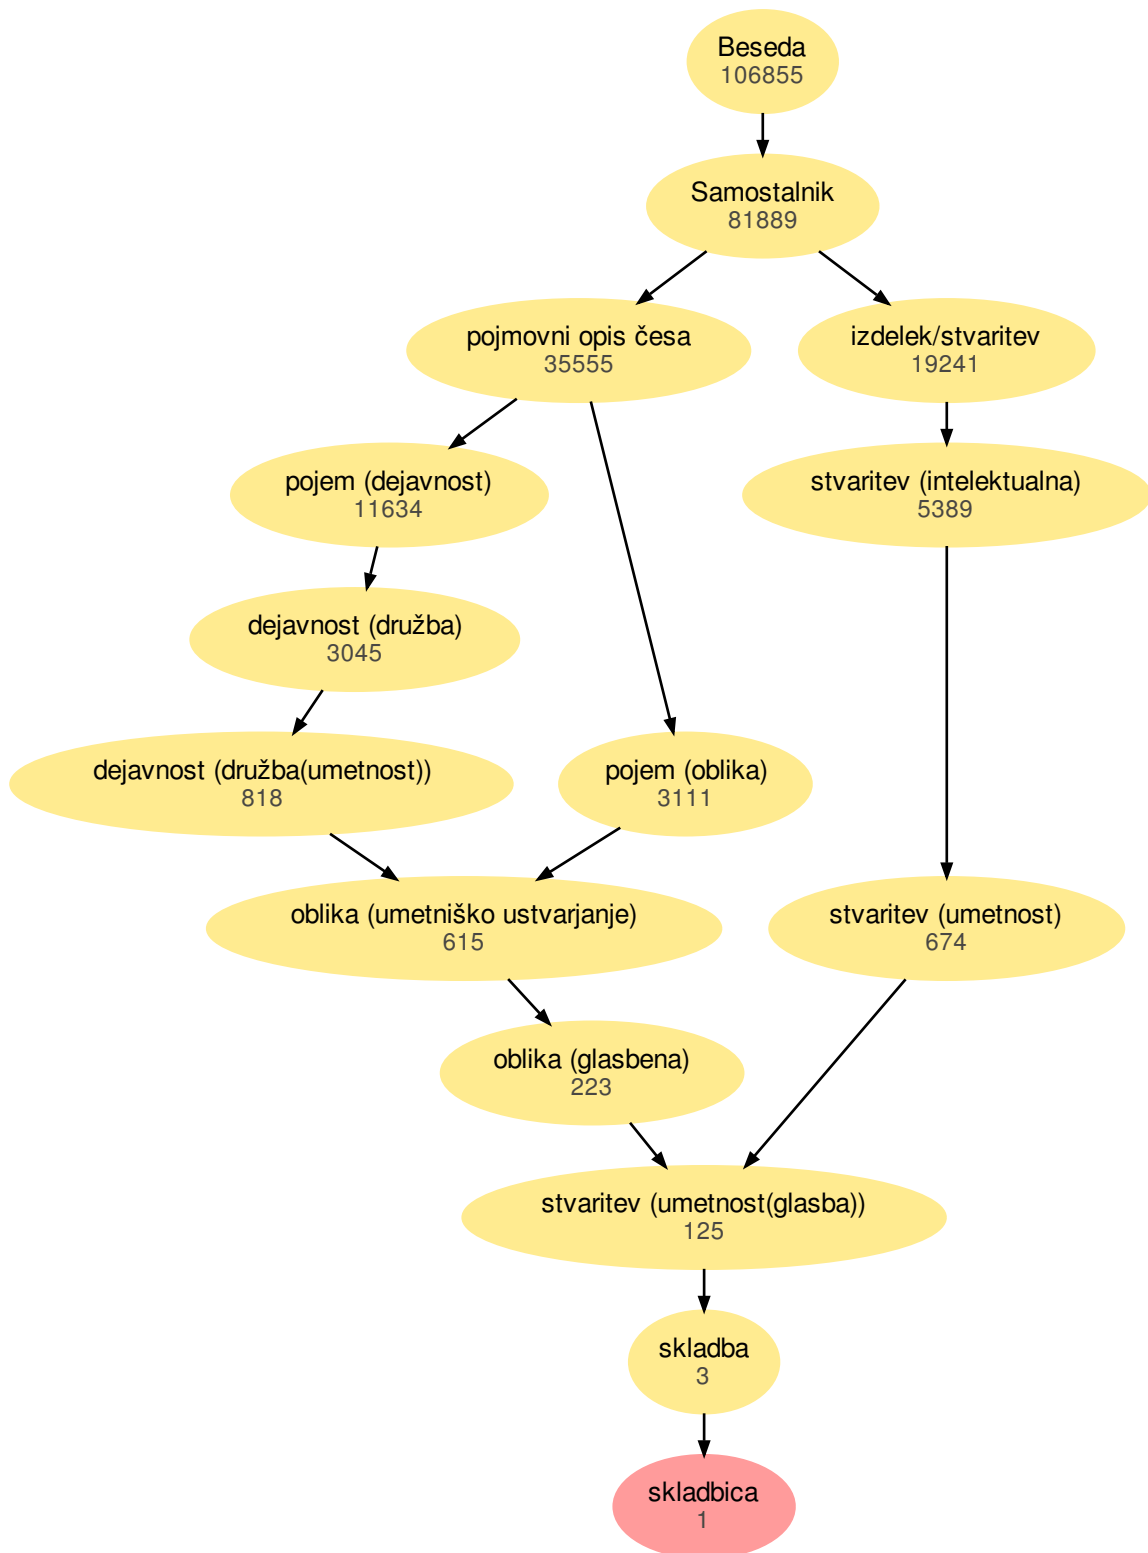 Beseda
106855
Samostalnik
81889
pojmovni opis česa
35555
izdelek/stvaritev
19241
pojem (dejavnost)
11634
stvaritev (intelektualna)
5389
dejavnost (družba)
3045
dejavnost (družba(umetnost))
818
pojem (oblika)
3111
oblika (umetniško ustvarjanje)
615
stvaritev (umetnost)
674
oblika (glasbena)
223
stvaritev (umetnost(glasba))
125
skladba
3
skladbica
1